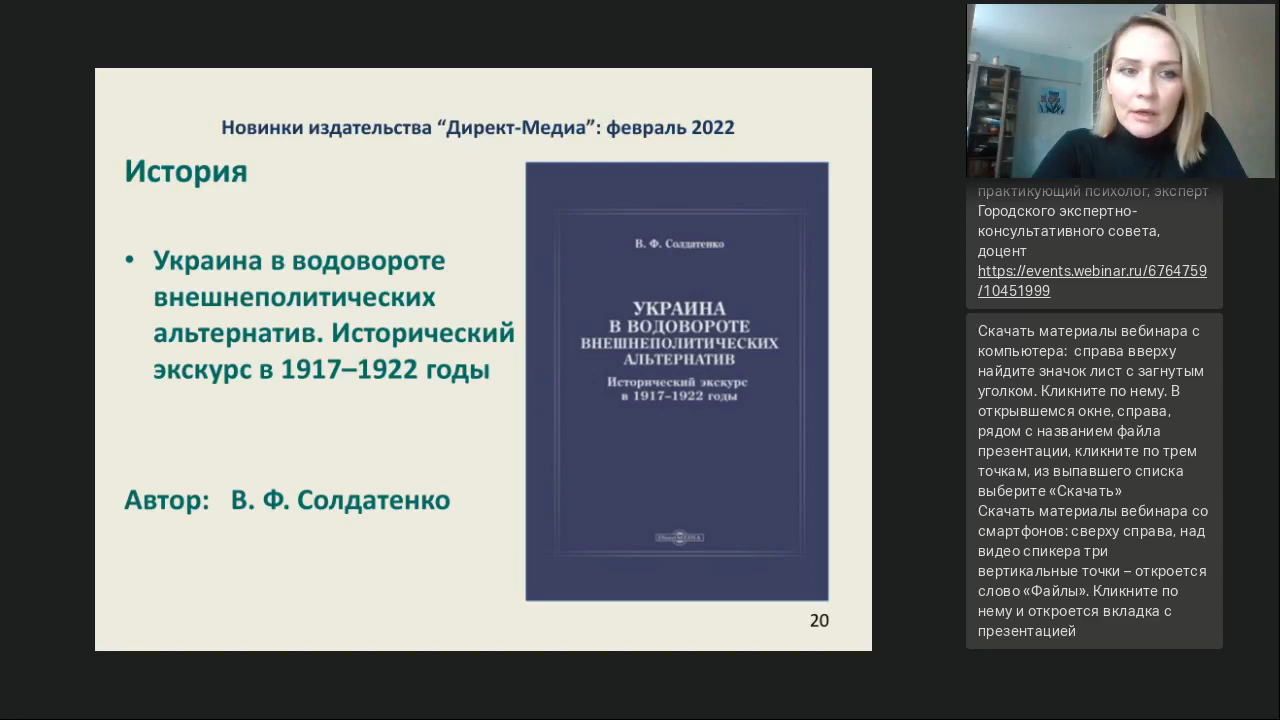 Новинки издательства “Директ-Медиа”: февраль 2022
История
• Украина в водовороте
внешнеполитических
альтернатив. Исторический
экскурс в 1917–1922 годы
Автор: В. Ф. Солдатенко
В. Ф. Солдатенко
УКРАИНА
В ВОДОВОРОТЕ
ВНЕШНЕПОЛИТИЧЕСКИХ
АЛЬТЕРНАТИВ
Исторический экскурс
в 1917–1922 годы
DirectMEDIA
20
практикующий психолог, эксперт
Городского экспертно-
консультативного совета,
доцент
https://events.webinar.ru/6764759
/10451999
Скачать материалы вебинара с
компьютера: справа вверху
найдите значок лист с загнутым
уголком. Кликните по нему. В
открывшемся окне, справа,
рядом с названием файла
презентации, кликните по трем
точкам, из выпавшего списка
выберите «Скачать»
Скачать материалы вебинара со
смартфонов: сверху справа, над
видео спикера три
вертикальные точки – откроется
слово «Файлы». Кликните по
нему и откроется вкладка с
презентацией